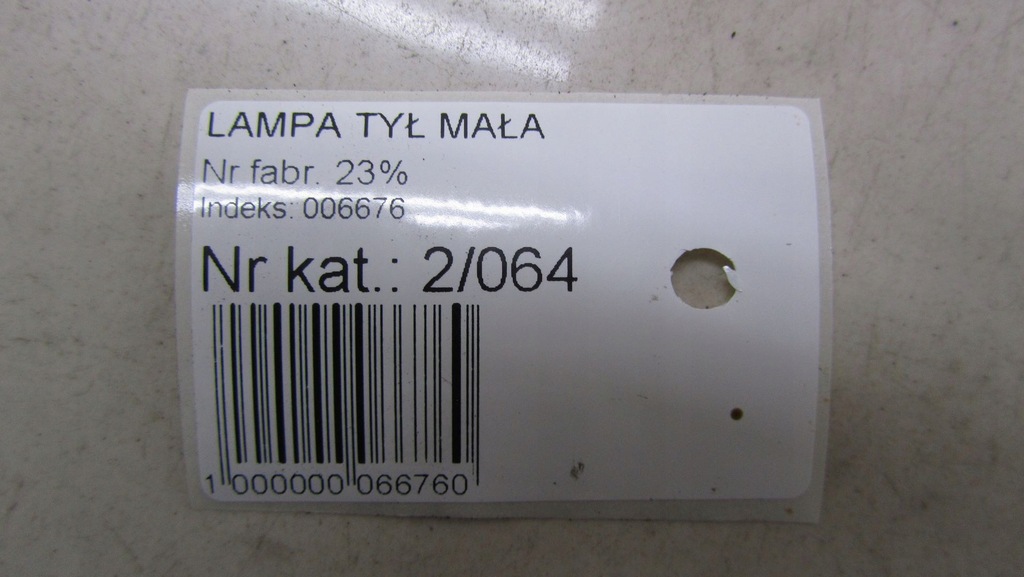 LAMPA TYŁ MAŁA
Nr fabr. 23%
Indeks: 006676
Nr kat.: 2/064
1 000000 066760